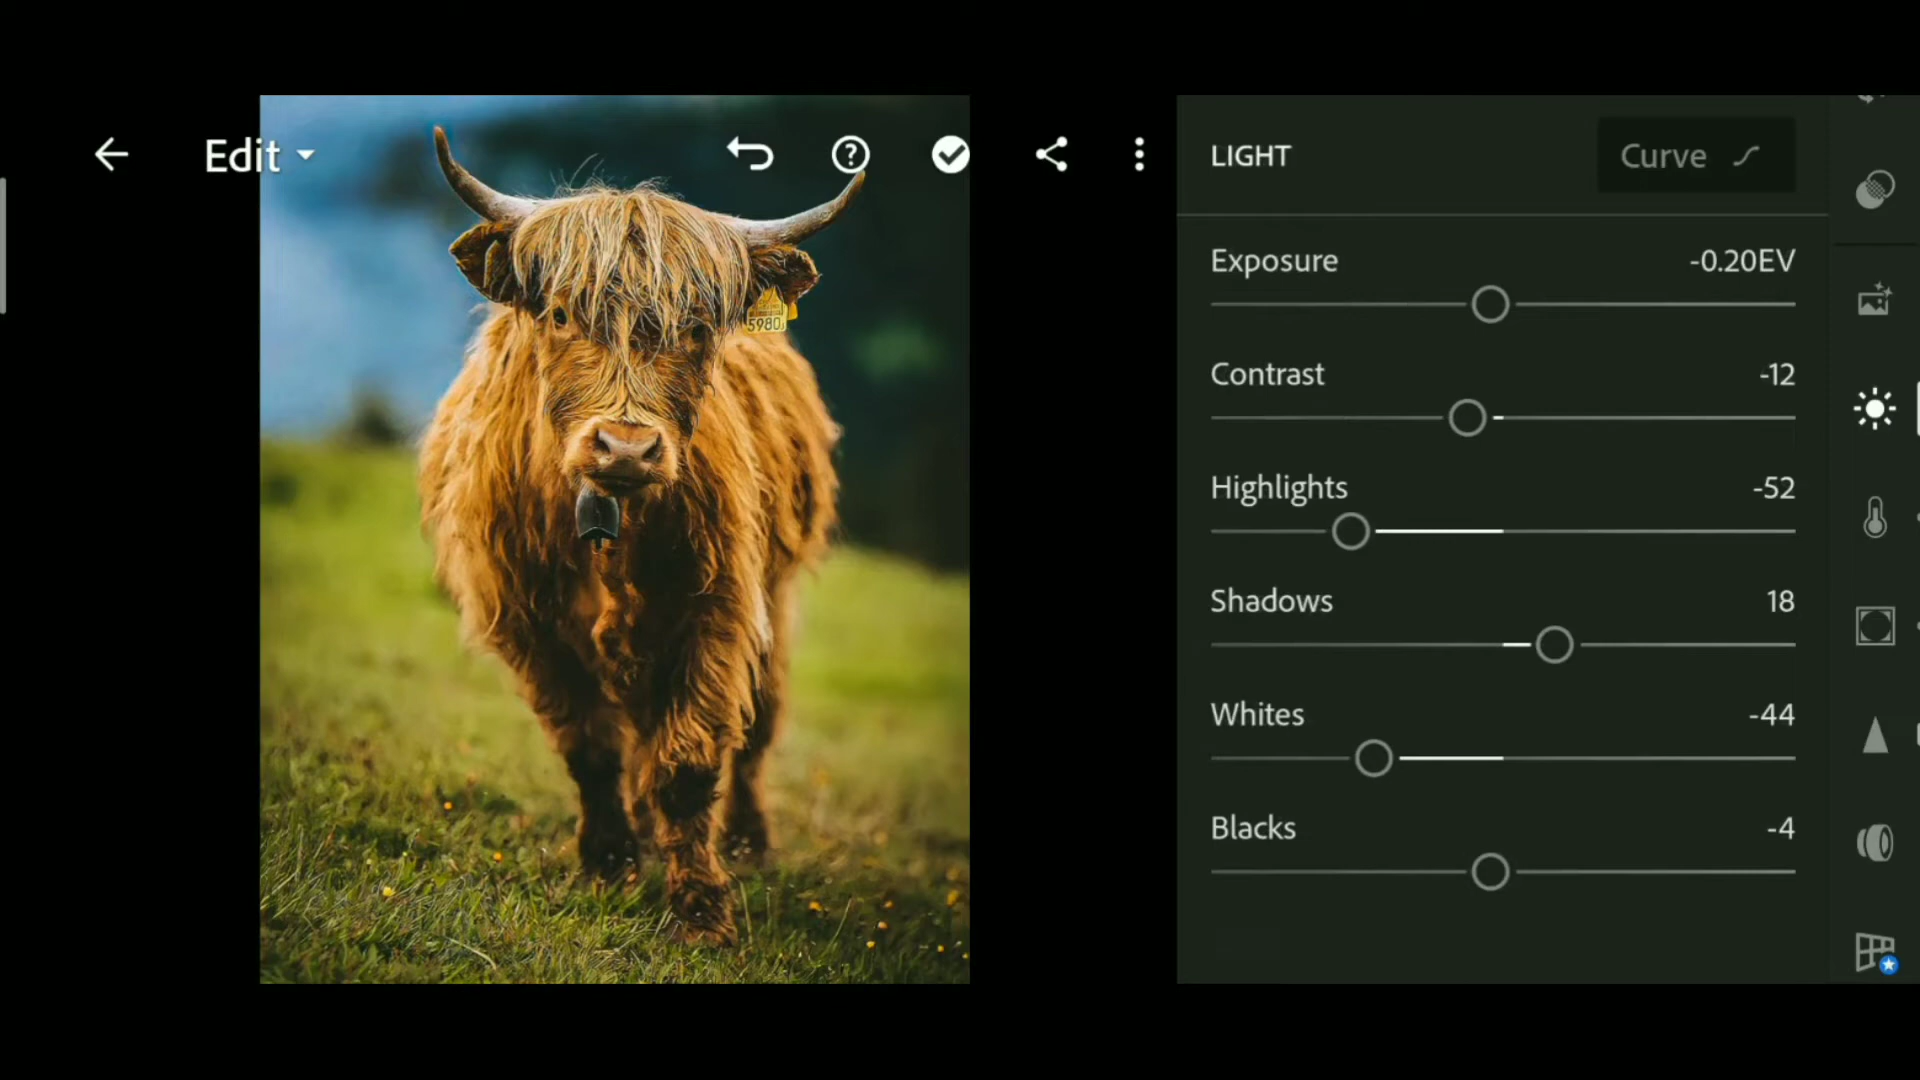 Edit
LIGHT
Curve
Exposure -0.20EV
Contrast -12
Highlights -52
Shadows 18
Whites -44
Blacks -4
5980